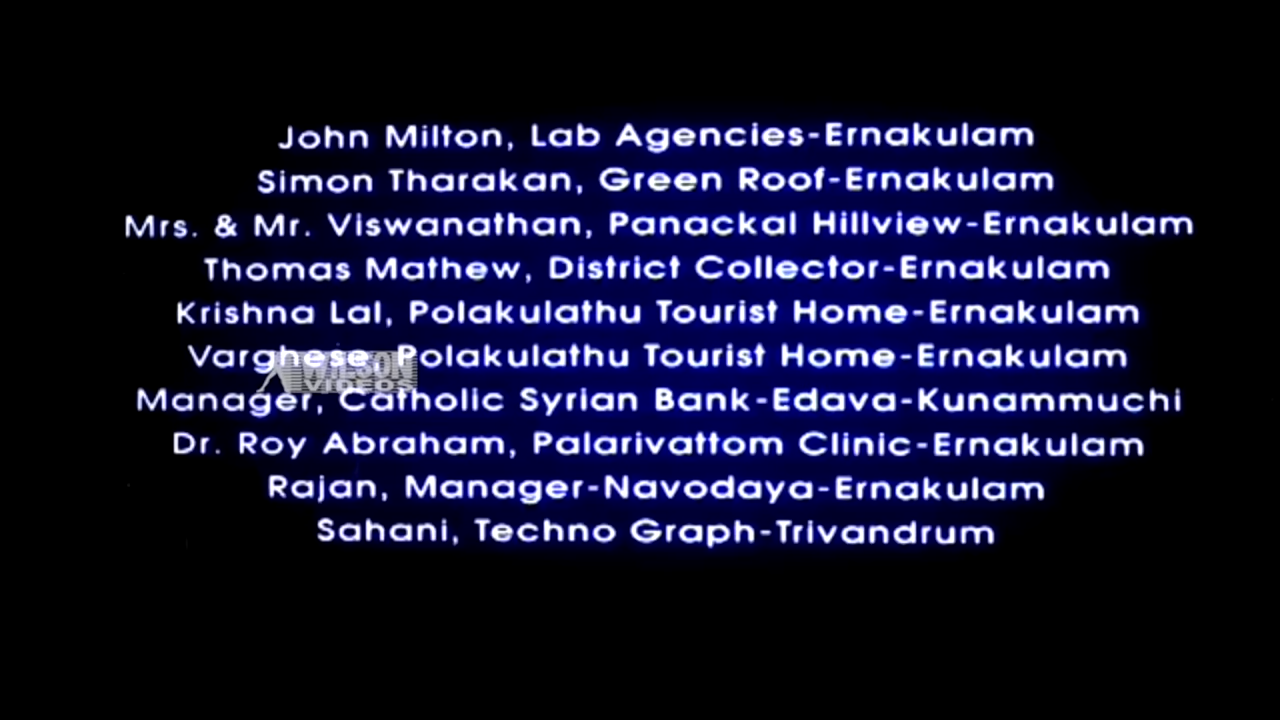 John Milton, Lab Agencies-Ernakulam
Simon Tharakan, Green Roof-Ernakulam
Mrs. & Mr. Viswanathan, Panackal Hillview-Ernakulam
Thomas Mathew, District Collector-Ernakulam
Krishna Lal, Polakulathu Tourist Home-Ernakulam
Varghese, Polakulathu Tourist Home-Ernakulam
WILSON
VIDEOS
Manager, Catholic Syrian Bank-Edava-Kunammuchi
Dr. Roy Abraham, Palarivattom Clinic-Ernakulam
Rajan, Manager-Navodaya-Ernakulam
Sahani, Techno Graph-Trivandrum